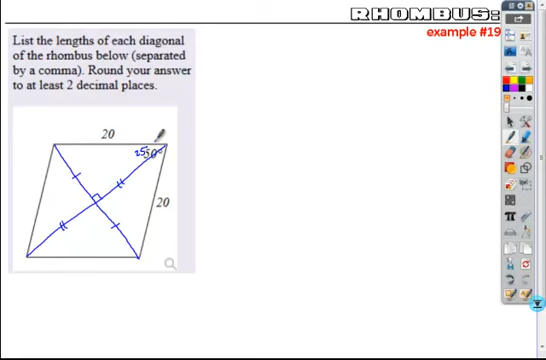 RHOMBUS:
example #19
List the lengths of each diagonal
of the rhombus below (separated
by a comma). Round your answer
to at least 2 decimal places.
20
25
50°
20